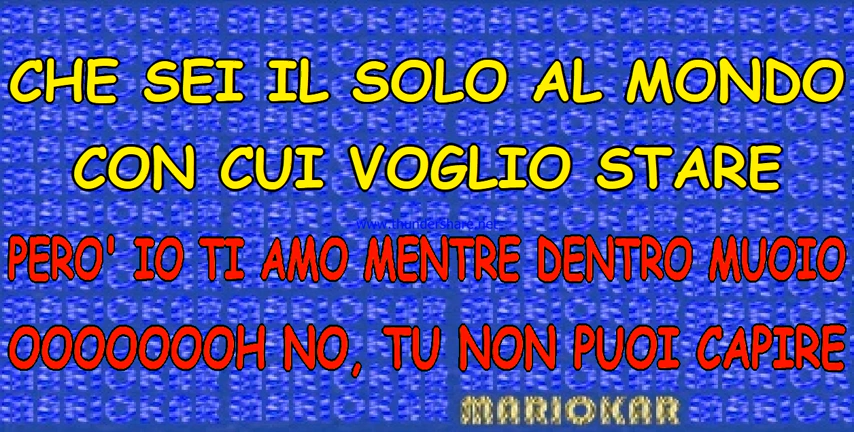 CHE SEI IL SOLO AL MONDO
CON CUI VOGLIO STARE
www.thundershare.net
PERO' IO TI AMO MENTRE DENTRO MUOIO
OOOOOOOH NO, TU NON PUOI CAPIRE
MARIOKAR